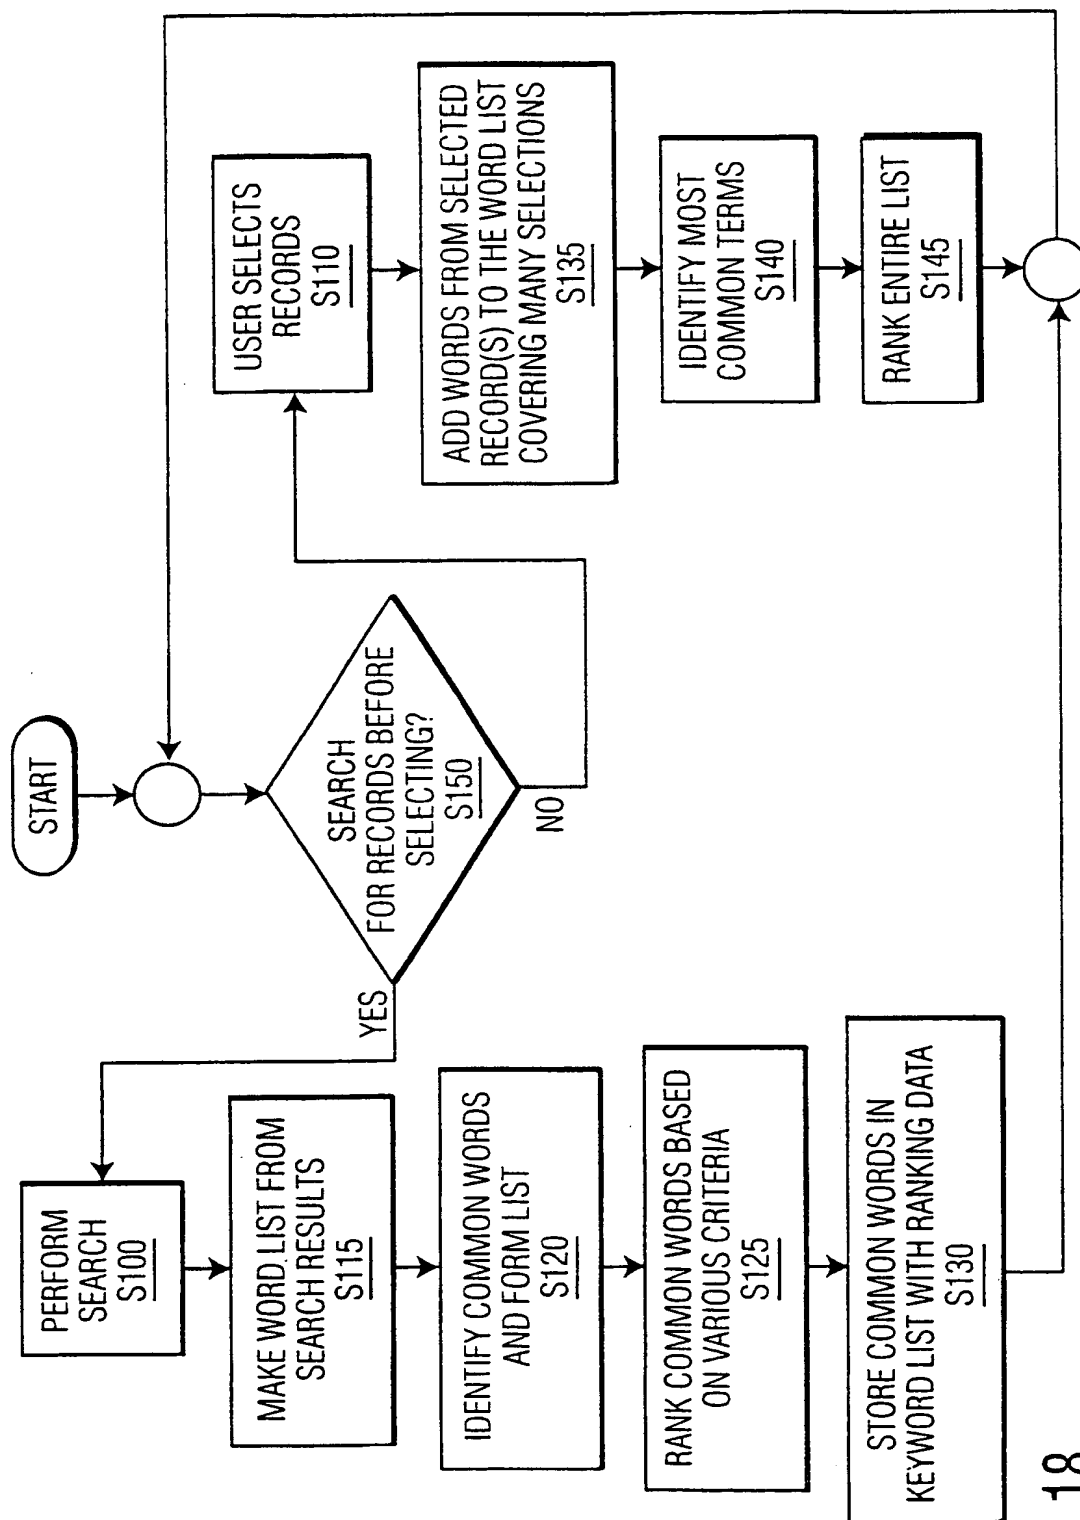 START
SEARCH
FOR RECORDS BEFORE
SELECTING?
S150
YES
NO
PERFORM
SEARCH
S100
MAKE WORD LIST FROM
SEARCH RESULTS
S115
IDENTIFY COMMON WORDS
AND FORM LIST
S120
RANK COMMON WORDS BASED
ON VARIOUS CRITERIA
S125
STORE COMMON WORDS IN
KEYWORD LIST WITH RANKING DATA
S130
USER SELECTS
RECORDS
S110
ADD WORDS FROM SELECTED
RECORD(S) TO THE WORD LIST
COVERING MANY SELECTIONS
S135
IDENTIFY MOST
COMMON TERMS
S140
RANK ENTIRE LIST
S145
18